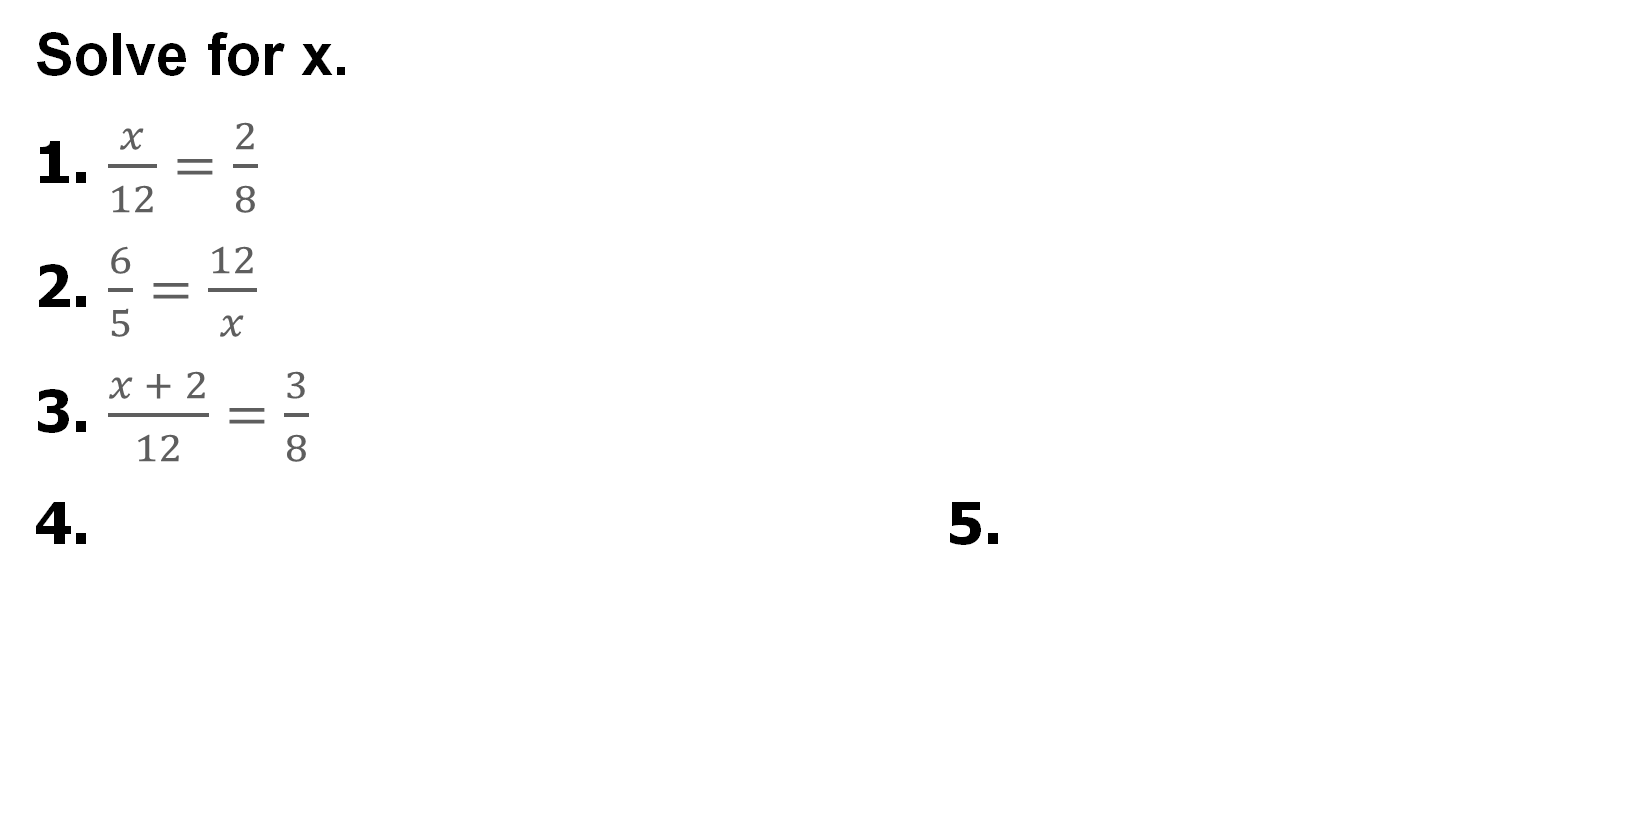 Solve for x.
1. x/12 = 2/8
2. 6/5 = 12/x
3. (x + 2)/12 = 3/8
4. 5.